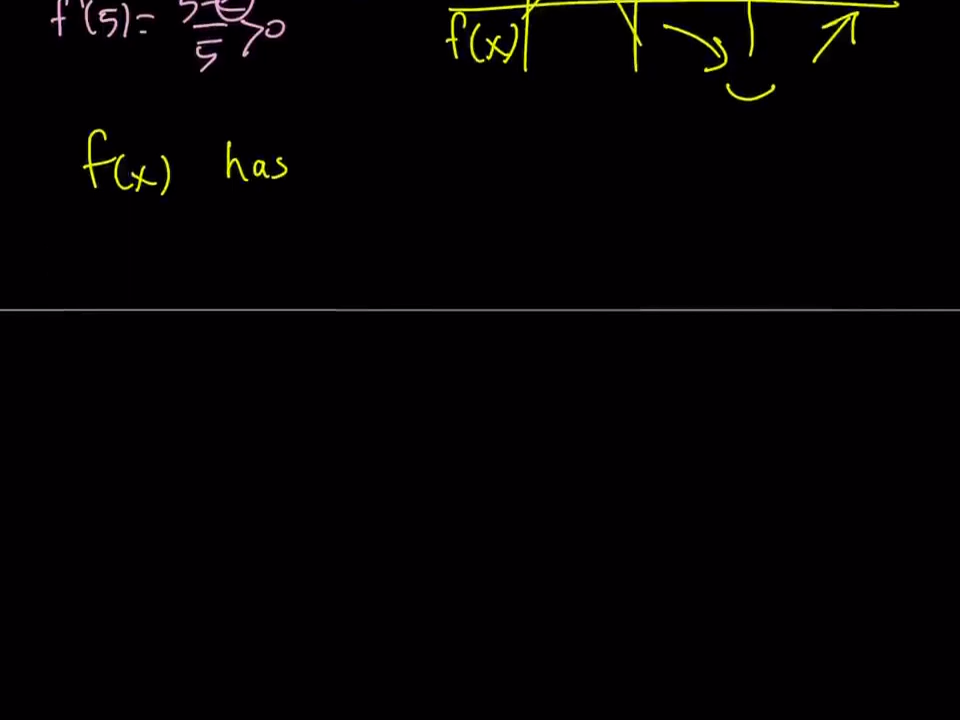 f'(5)= 5-e/5 >0
f(x)
f(x) has